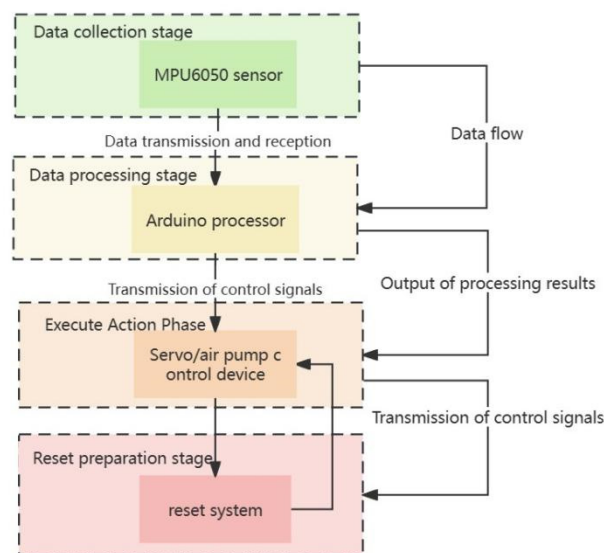 Data collection stage
MPU6050 sensor
Data transmission and reception
Data flow
Data processing stage
Arduino processor
Transmission of control signals
Output of processing results
Execute Action Phase
Servo/air pump c
ontrol device
Transmission of control signals
Reset preparation stage
reset system